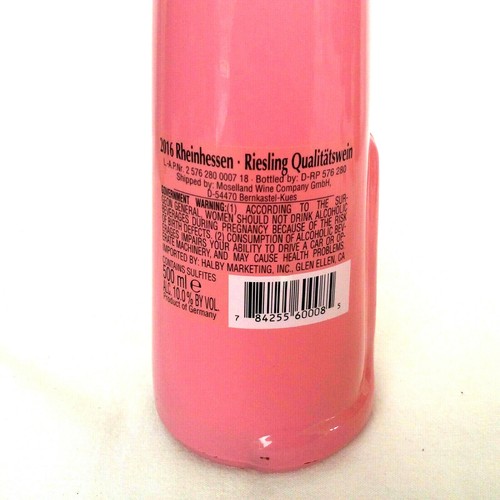 2016 Rheinhessen · Riesling Qualitätswein
L-A.P.Nr. 2 576 280 0007 18 · Bottled by: D-RP 576 280
Shipped by: Moselland Wine Company GmbH,
D-54470 Bernkastel-Kues
GOVERNMENT WARNING:(1) ACCORDING TO THE SUR-
GEON GENERAL, WOMEN SHOULD NOT DRINK ALCOHOLIC
BEVERAGES DURING PREGNANCY BECAUSE OF THE RISK
OF BIRTH DEFECTS. (2) CONSUMPTION OF ALCOHOLIC BEV-
ERAGES IMPAIRS YOUR ABILITY TO DRIVE A CAR OR OP-
ERATE MACHINERY, AND MAY CAUSE HEALTH PROBLEMS.
IMPORTED BY: HALBY MARKETING, INC., GLEN ELLEN, CA
CONTAINS SULFITES
500 ml e
ALC. 10.0 % BY VOL.
Product of Germany
7 84255 60008 5